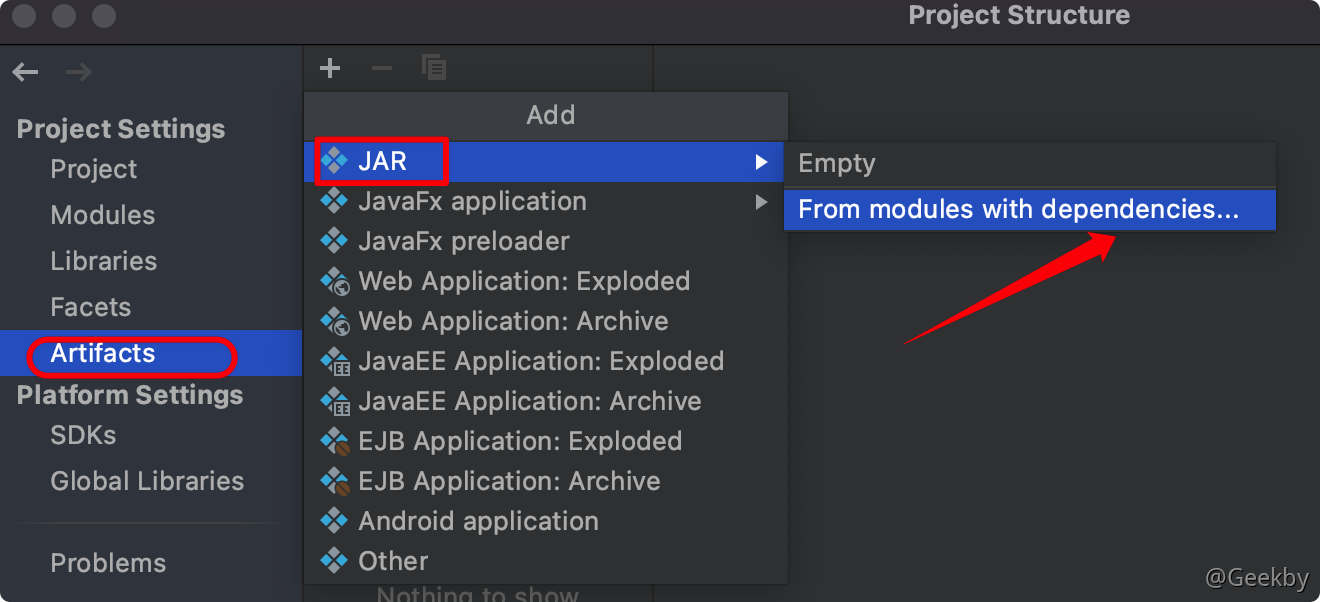 Project Structure
Project Settings
Project
Modules
Libraries
Facets
Artifacts
Platform Settings
SDKs
Global Libraries
Problems
Add
JAR
JavaFx application
JavaFx preloader
Web Application: Exploded
Web Application: Archive
JavaEE Application: Exploded
JavaEE Application: Archive
EJB Application: Exploded
EJB Application: Archive
Android application
Other
Nothing to show
Empty
From modules with dependencies...
@Geekby